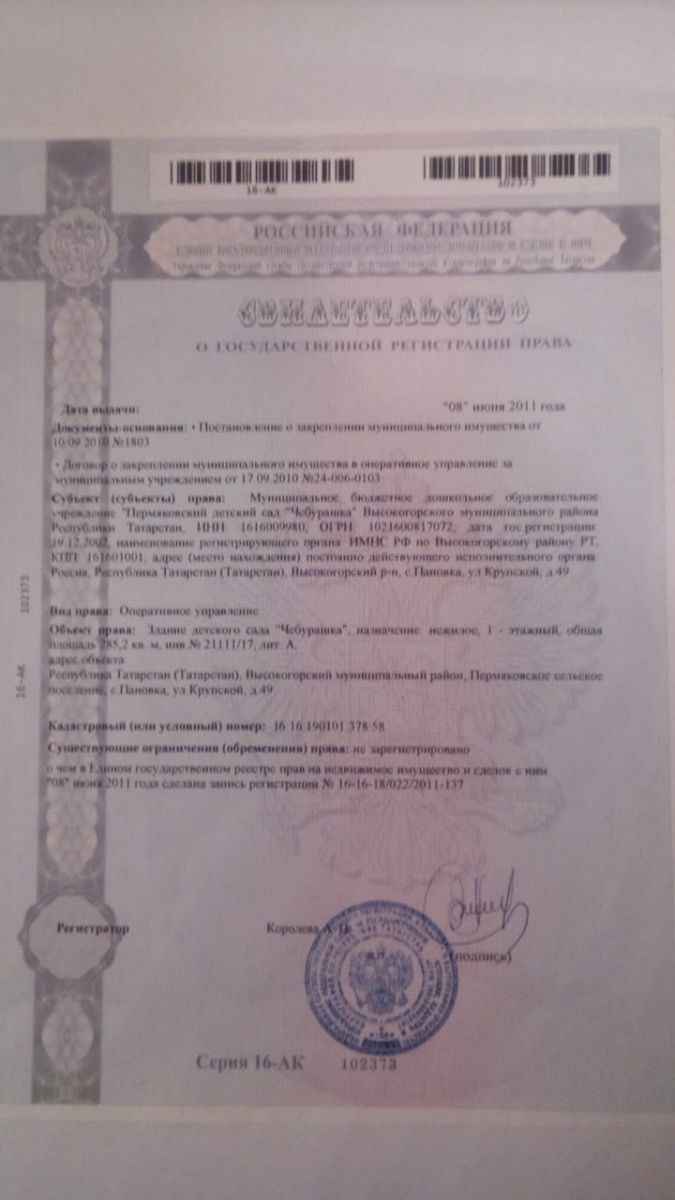 16-АК
102373
РОССИЙСКАЯ ФЕДЕРАЦИЯ
СВИДЕТЕЛЬСТВО
О ГОСУДАРСТВЕННОЙ РЕГИСТРАЦИИ ПРАВА
Дата выдачи: "08" июня 2011 года
Документы-основания: • Постановление о закреплении муниципального имущества от
10.09.2010 №1803
• Договор о закреплении муниципального имущества в оперативное управление за
муниципальным учреждением от 17.09.2010 №24-006-0103
Субъект (субъекты) права: Муниципальное бюджетное дошкольное образовательное
учреждение "Пермяковский детский сад "Чебурашка" Высокогорского муниципального района
Республики Татарстан, ИНН 1616009980, ОГРН: 1021600817072, дата гос.регистрации:
19.12.2002, наименование регистрирующего органа: ИМНС РФ по Высокогорскому району РТ,
КПП: 161601001, адрес (место нахождения) постоянно действующего исполнительного органа:
Россия, Республика Татарстан (Татарстан), Высокогорский р-н, с Пановка, ул Крупской, д.49
Вид права: Оперативное управление
Объект права: Здание детского сада "Чебурашка", назначение: нежилое, 1 - этажный, общая
площадь 285,2 кв. м, инв.№ лит. А,
адрес объекта:
Республика Татарстан (Татарстан), Высокогорский муниципальный район, Пермяковское сельское
поселение, с Пановка, ул Крупской, д.49
Кадастровый (или условный) номер: 16:16:190101:378:58
Существующие ограничения (обременения) права: не зарегистрировано
о чем в Едином государственном реестре прав на недвижимое имущество и сделок с ним
"08" июня 2011 года сделана запись регистрации № 16-16-18/022/2011-137
Регистратор Королева А. П.
(подпись)
Серия 16-АК 102373
16-АК 102373